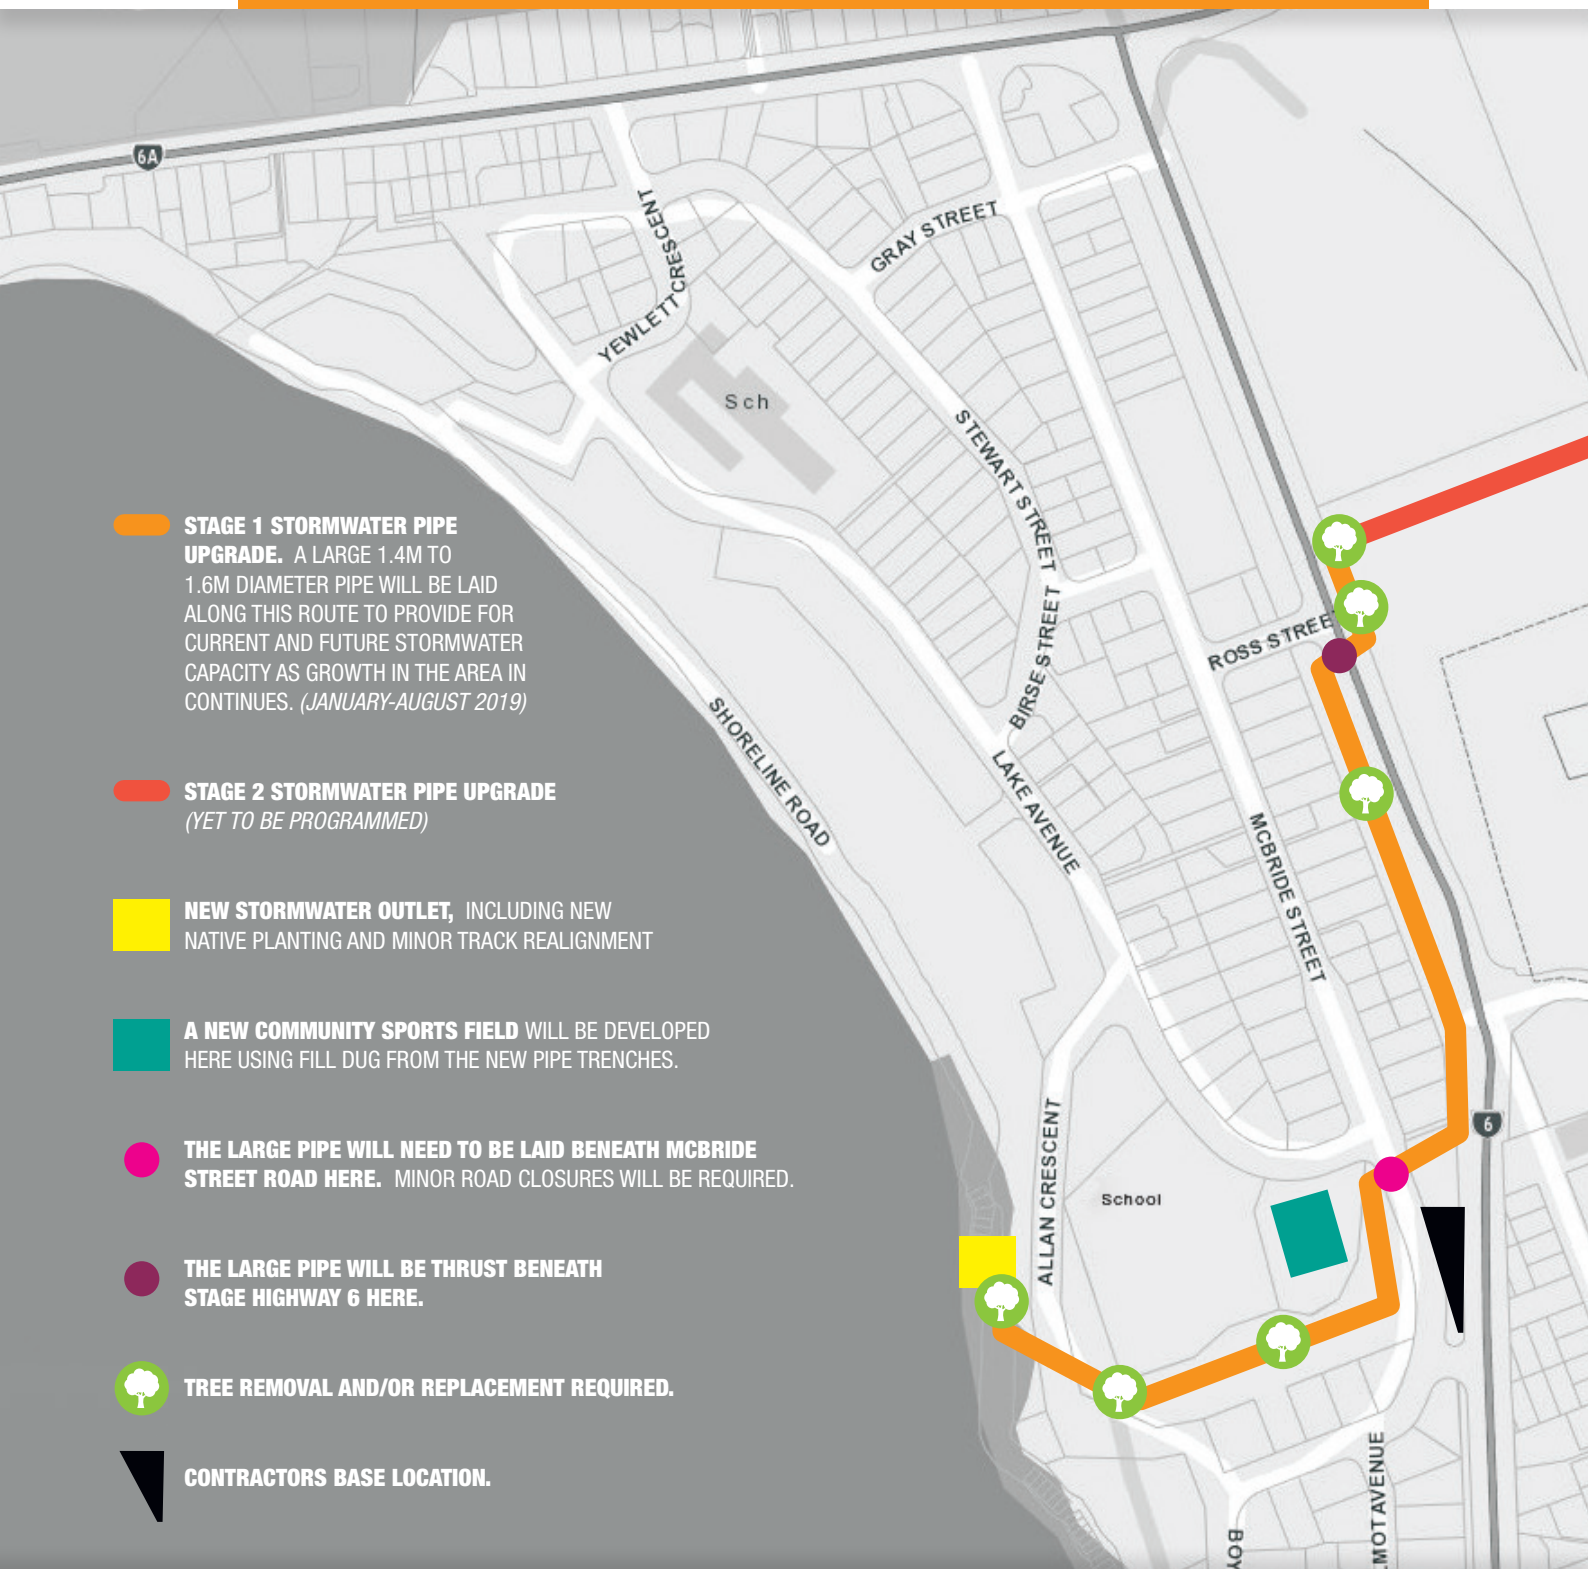 6A
YEWLETT CRESCENT
GRAY STREET
Sch
STEWART STREET
BIRSE STREET
ROSS STREE
SHORELINE ROAD
LAKE AVENUE
MCBRIDE STREET
ALLAN CRESCENT
School
6
MOT AVENUE
BOY
STAGE 1 STORMWATER PIPE
UPGRADE. A LARGE 1.4M TO
1.6M DIAMETER PIPE WILL BE LAID
ALONG THIS ROUTE TO PROVIDE FOR
CURRENT AND FUTURE STORMWATER
CAPACITY AS GROWTH IN THE AREA IN
CONTINUES. (JANUARY-AUGUST 2019)
STAGE 2 STORMWATER PIPE UPGRADE
(YET TO BE PROGRAMMED)
NEW STORMWATER OUTLET, INCLUDING NEW
NATIVE PLANTING AND MINOR TRACK REALIGNMENT
A NEW COMMUNITY SPORTS FIELD WILL BE DEVELOPED
HERE USING FILL DUG FROM THE NEW PIPE TRENCHES.
THE LARGE PIPE WILL NEED TO BE LAID BENEATH MCBRIDE
STREET ROAD HERE. MINOR ROAD CLOSURES WILL BE REQUIRED.
THE LARGE PIPE WILL BE THRUST BENEATH
STAGE HIGHWAY 6 HERE.
TREE REMOVAL AND/OR REPLACEMENT REQUIRED.
CONTRACTORS BASE LOCATION.